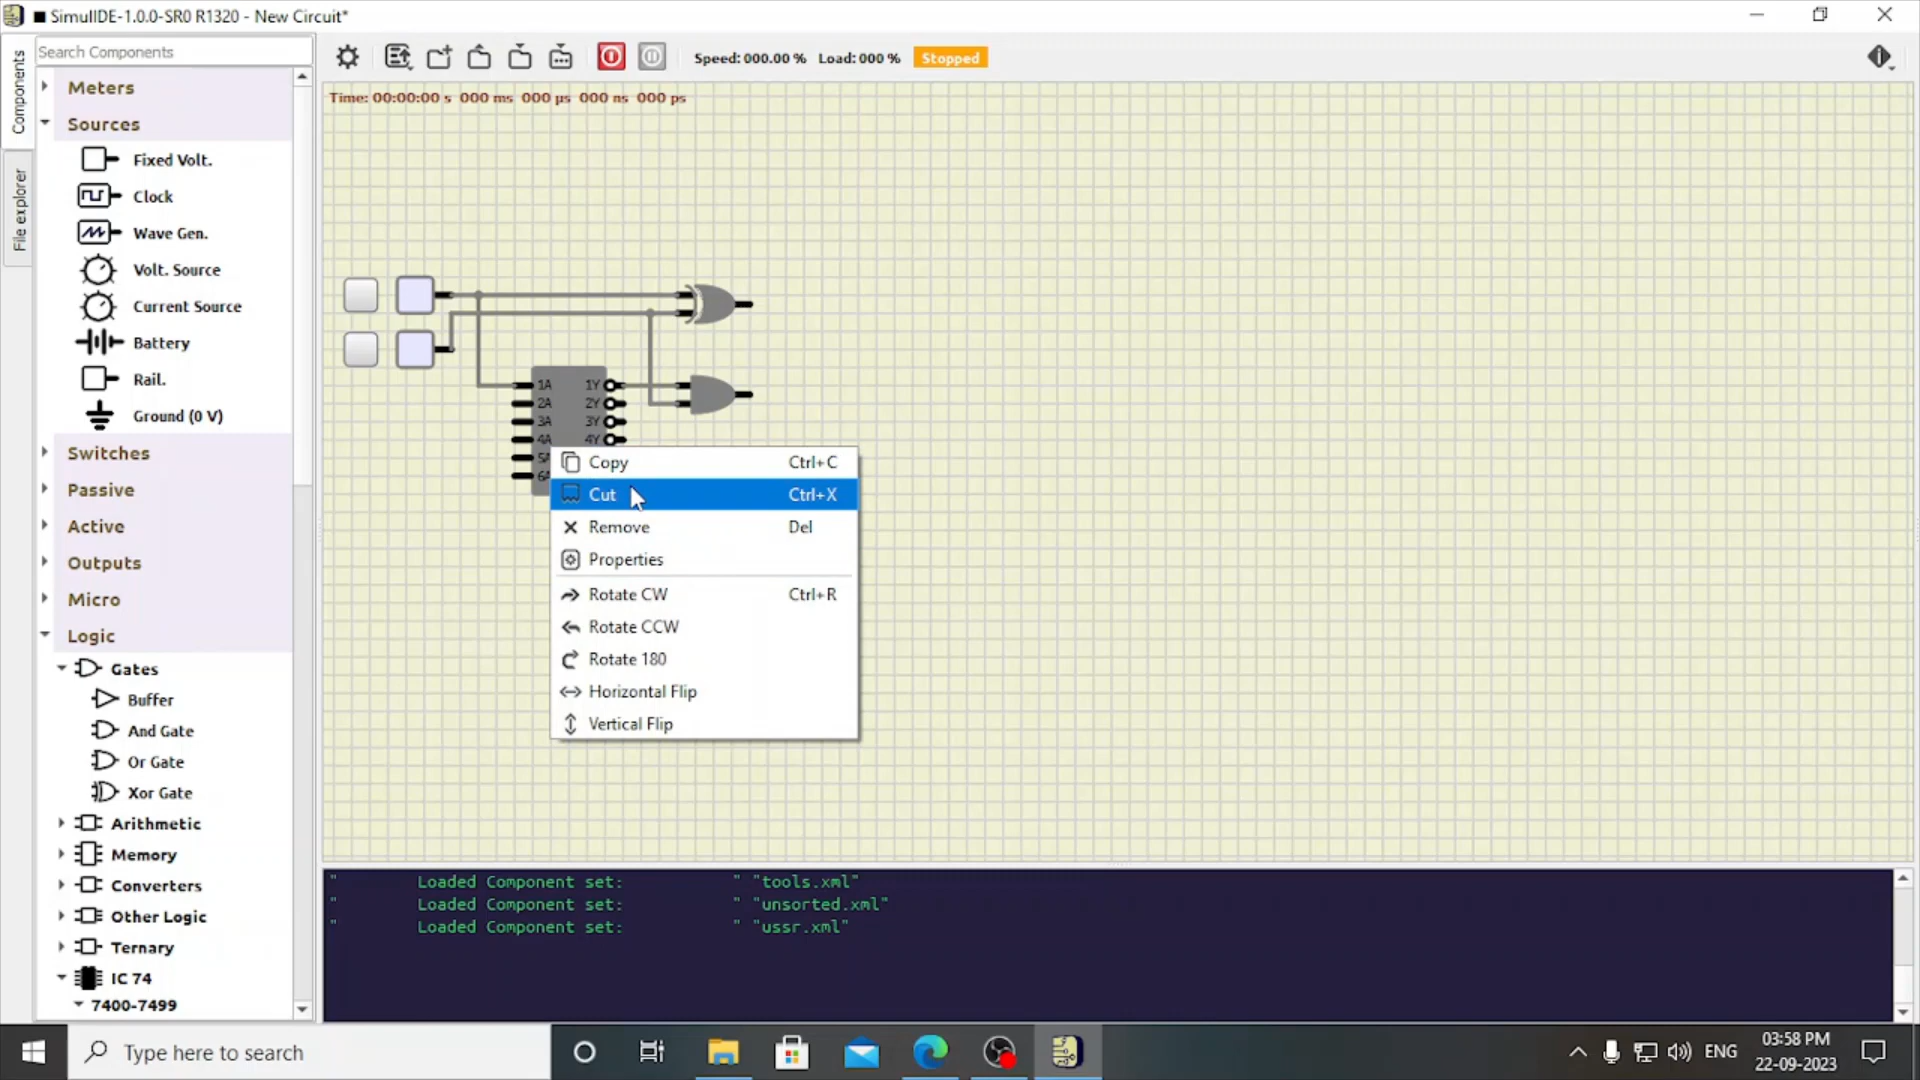 SimulIDE-1.0.0-SR0 R1320 - New Circuit*
Components
File explorer
Search Components
Meters
Sources
Fixed Volt.
Clock
Wave Gen.
Volt. Source
Current Source
Battery
Rail.
Ground (0 V)
Switches
Passive
Active
Outputs
Micro
Logic
Gates
Buffer
And Gate
Or Gate
Xor Gate
Arithmetic
Memory
Converters
Other Logic
Ternary
IC 74
7400-7499
Speed: 000.00 % Load: 000 % Stopped
Time: 00:00:00 s 000 ms 000 µs 000 ns 000 ps
1A 1Y
2A 2Y
3A 3Y
4A 4Y
Copy Ctrl+C
Cut Ctrl+X
Remove Del
Properties
Rotate CW Ctrl+R
Rotate CCW
Rotate 180
Horizontal Flip
Vertical Flip
" Loaded Component set: " "tools.xml"
" Loaded Component set: " "unsorted.xml"
" Loaded Component set: " "ussr.xml"
Type here to search
ENG
03:58 PM
22-09-2023